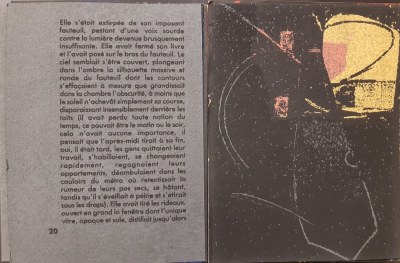 Elle s'était extirpée de son imposant
fauteuil, pestant d'une voix sourde
contre la lumière devenue brusquement
insuffisante. Elle avait fermé son livre
et l'avait posé sur le bras du fauteuil. Le
ciel semblait s'être couvert, plongeant
dans l'ombre la silhouette massive et
ronde du fauteuil dont les contours
s'effaçaient à mesure que grandissait
dans la chambre l'obscurité, à moins que
le soleil n'achevât simplement sa course,
disparaissant insensiblement derrière les
toits (il avait perdu toute notion du
temps, ce pouvait être le matin ou le soir,
cela n'avait aucune importance, il
pensait que l'après-midi tirait à sa fin,
oui, il était tard, les gens quittaient leur
travail, s'habillaient, se changeaient
rapidement, regagnaient leurs
appartements, déambulaient dans les
couloirs du métro où retentissait la
rumeur de leurs pas secs, se hâtant,
tandis qu'il s'éveillait à peine et s'étirait
sous les draps). Elle avait tiré les rideaux,
ouvert en grand la fenêtre dont l'unique
vitre, opaque et sale, distillait jusqu'alors
20